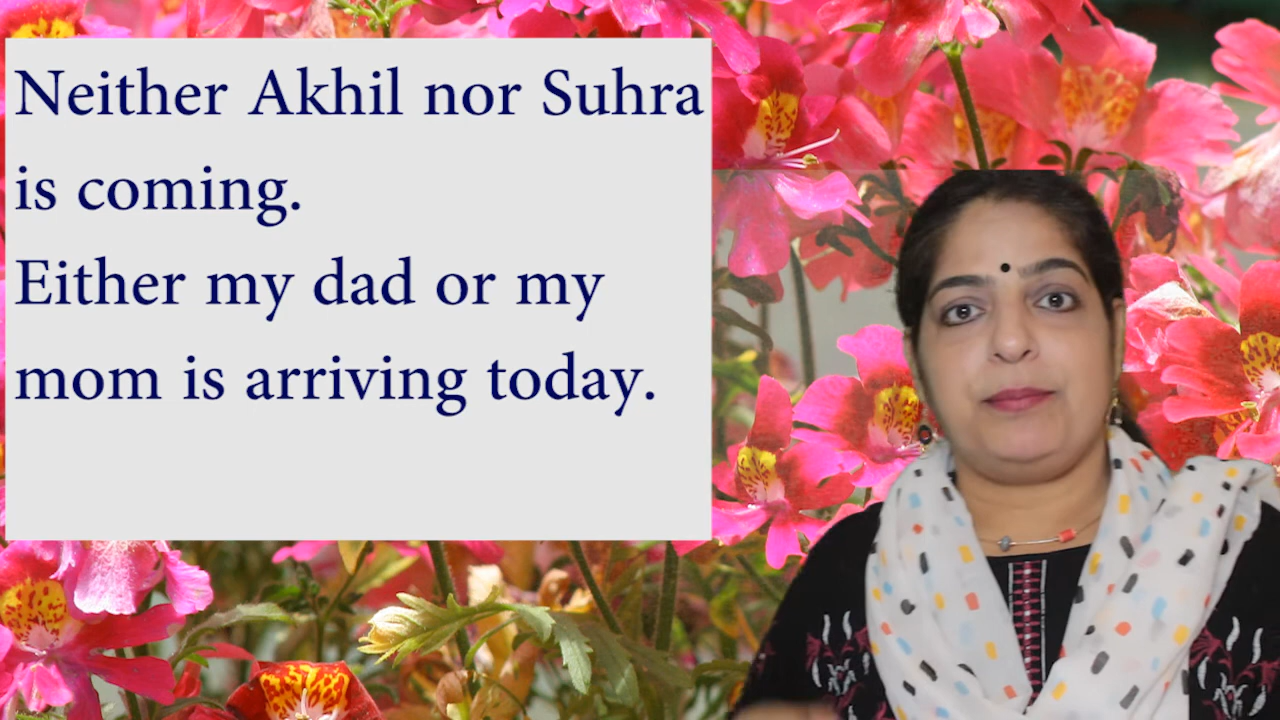 Neither Akhil nor Suhra
is coming.
Either my dad or my
mom is arriving today.